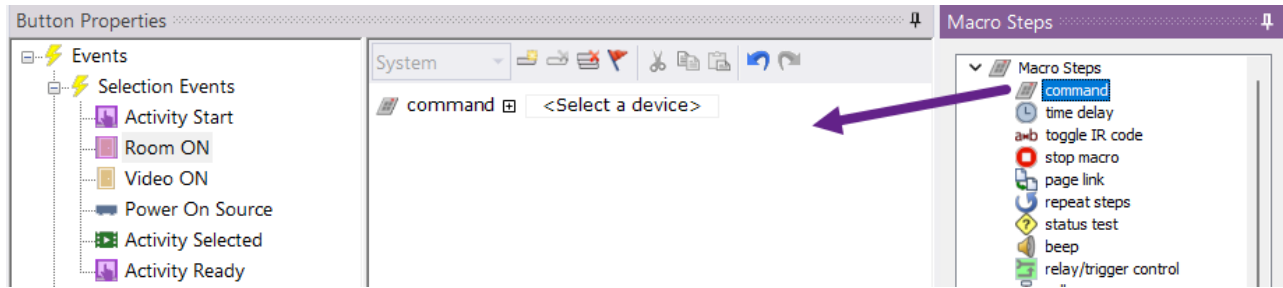 Button Properties
Events
Selection Events
Activity Start
Room ON
Video ON
Power On Source
Activity Selected
Activity Ready
System
command <Select a device>
Macro Steps
Macro Steps
command
time delay
a»b toggle IR code
stop macro
page link
repeat steps
status test
beep
relay/trigger control